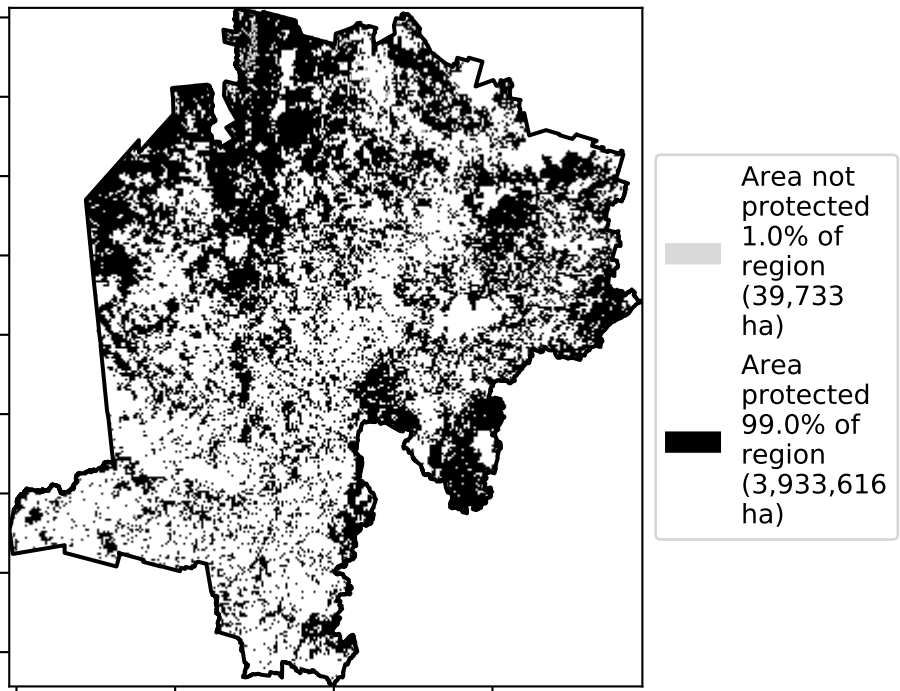 Area not
protected
1.0% of
region
(39,733
ha)
Area
protected
99.0% of
region
(3,933,616
ha)